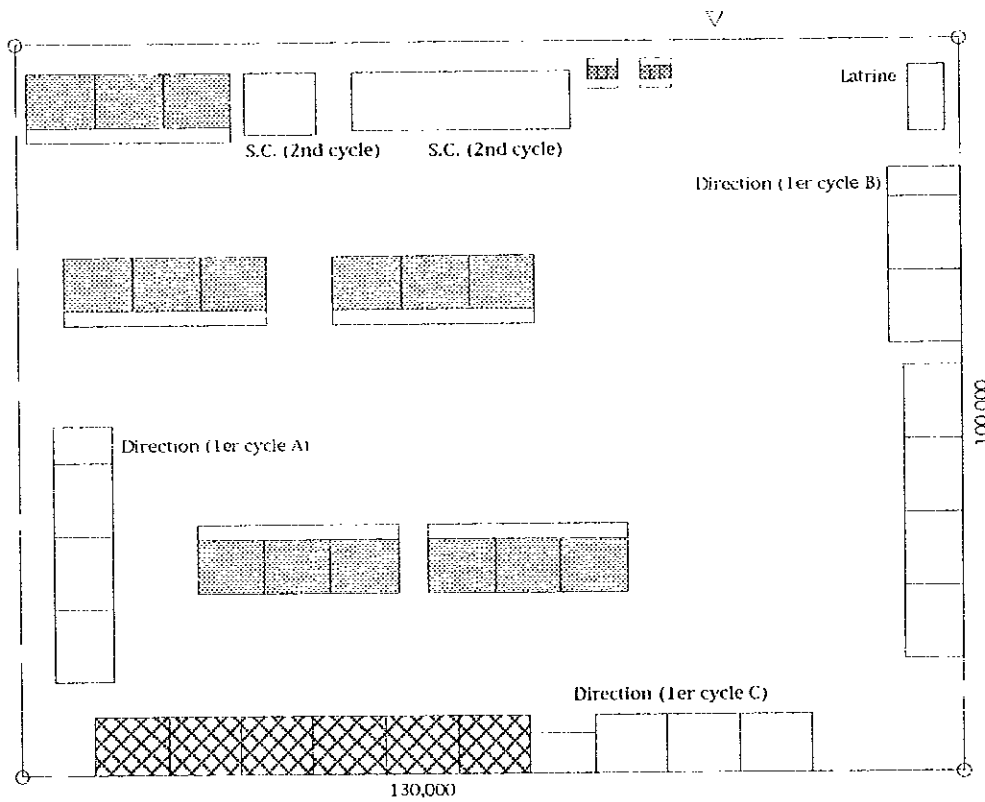 Latrine
S.C. (2nd cycle)
S.C. (2nd cycle)
Direction (1er cycle B)
Direction (1er cycle A)
100,000
Direction (1er cycle C)
130,000